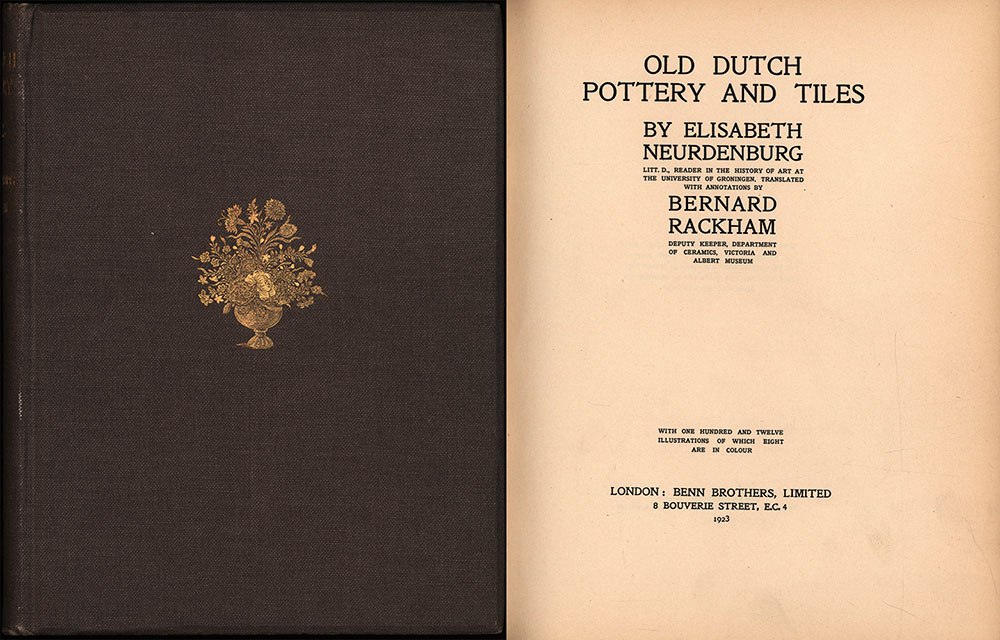 OLD DUTCH
POTTERY AND TILES
BY ELISABETH
NEURDENBURG
LITT. D., READER IN THE HISTORY OF ART AT
THE UNIVERSITY OF GRONINGEN, TRANSLATED
WITH ANNOTATIONS BY
BERNARD
RACKHAM
DEPUTY KEEPER, DEPARTMENT
OF CERAMICS, VICTORIA AND
ALBERT MUSEUM
WITH ONE HUNDRED AND TWELVE
ILLUSTRATIONS OF WHICH EIGHT
ARE IN COLOUR
LONDON: BENN BROTHERS, LIMITED
8 BOUVERIE STREET, E.C. 4
1923